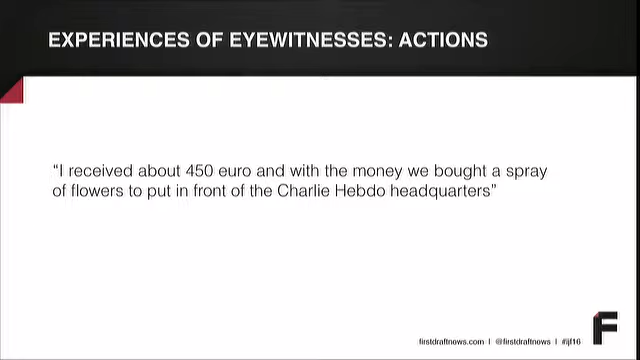 EXPERIENCES OF EYEWITNESSES: ACTIONS
“I received about 450 euro and with the money we bought a spray
of flowers to put in front of the Charlie Hebdo headquarters”
F
firstdraftnews.com | @firstdraftnews | #ijf16